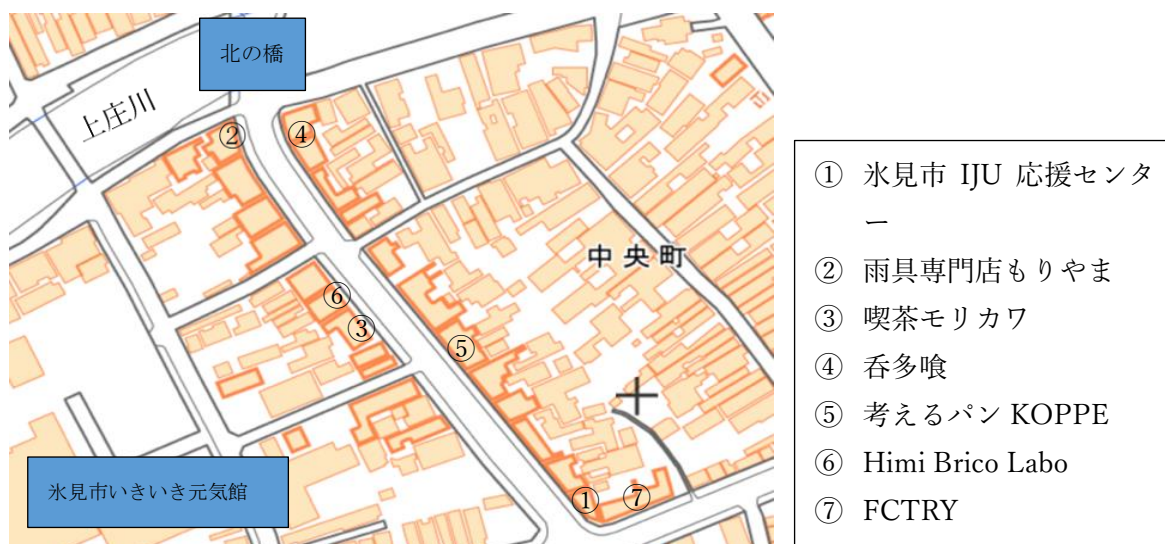 北の橋
上庄川
②
④
中央町
⑥
③
⑤
氷見市いきいき元気館
①
⑦
① 氷見市 IJU 応援センタ
ー
② 雨具専門店もりやま
③ 喫茶モリカワ
④ 呑多喰
⑤ 考えるパン KOPPE
⑥ Himi Brico Labo
⑦ FCTRY